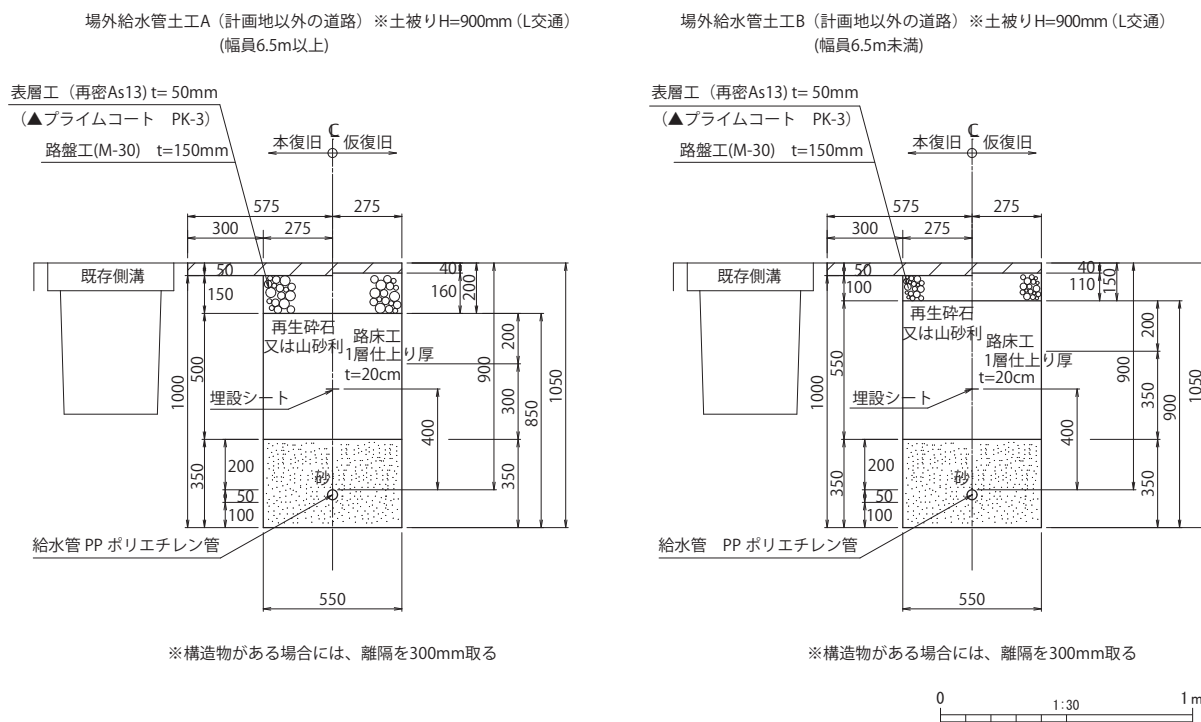 場外給水管土工A（計画地以外の道路）※土被りH=900mm（L交通）
(幅員6.5m以上)
表層工（再密As13) t= 50mm
（▲プライムコート　PK-3）
路盤工(M-30)　t=150mm
℄
本復旧 仮復旧
575 275
300 275
既存側溝
50 40
150 160 200
再生砕石
又は山砂利
路床工
1層仕上り厚
t=20cm
1000 500 200 900 1050
埋設シート
300 850
400
砂
350 200 350
50
100
給水管 PP ポリエチレン管
550
※構造物がある場合には、離隔を300mm取る
場外給水管土工B（計画地以外の道路）※土被りH=900mm（L交通）
(幅員6.5m未満)
表層工（再密As13) t= 50mm
（▲プライムコート　PK-3）
路盤工(M-30)　t=150mm
℄
本復旧 仮復旧
575 275
300 275
既存側溝
50 40
100 110 150
再生砕石
又は山砂利
路床工
1層仕上り厚
t=20cm
1000 550 200 900 1050
埋設シート
350 900
400
砂
350 200 350
50
100
給水管　PP ポリエチレン管
550
※構造物がある場合には、離隔を300mm取る
0 1:30 1m